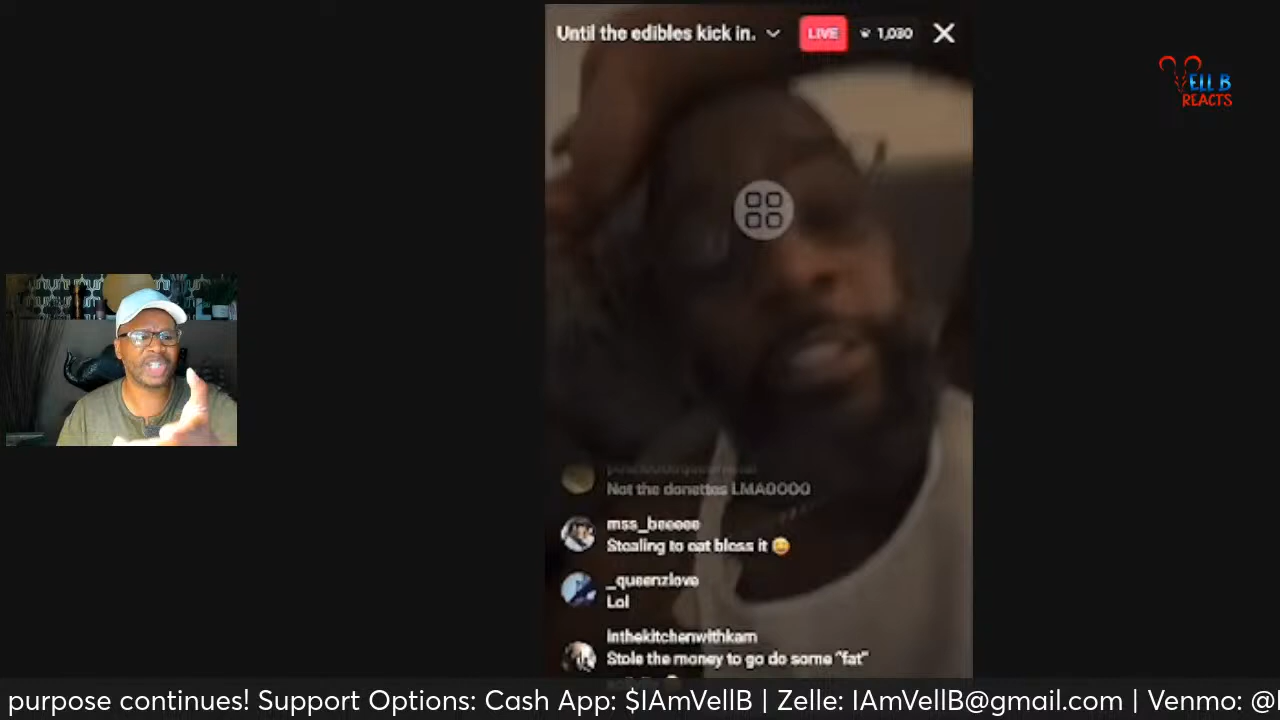 Until the edibles kick in.
LIVE
1,030
VELL B
REACTS
Not the donettes LMAOOOO
mss_beeeee
Stealing to eat bless it 😄
_queenzlove
Lol
inthekitchenwithkam
Stole the money to go do some "fat"
purpose continues! Support Options: Cash App: $IAmVellB | Zelle: IAmVellB@gmail.com | Venmo: